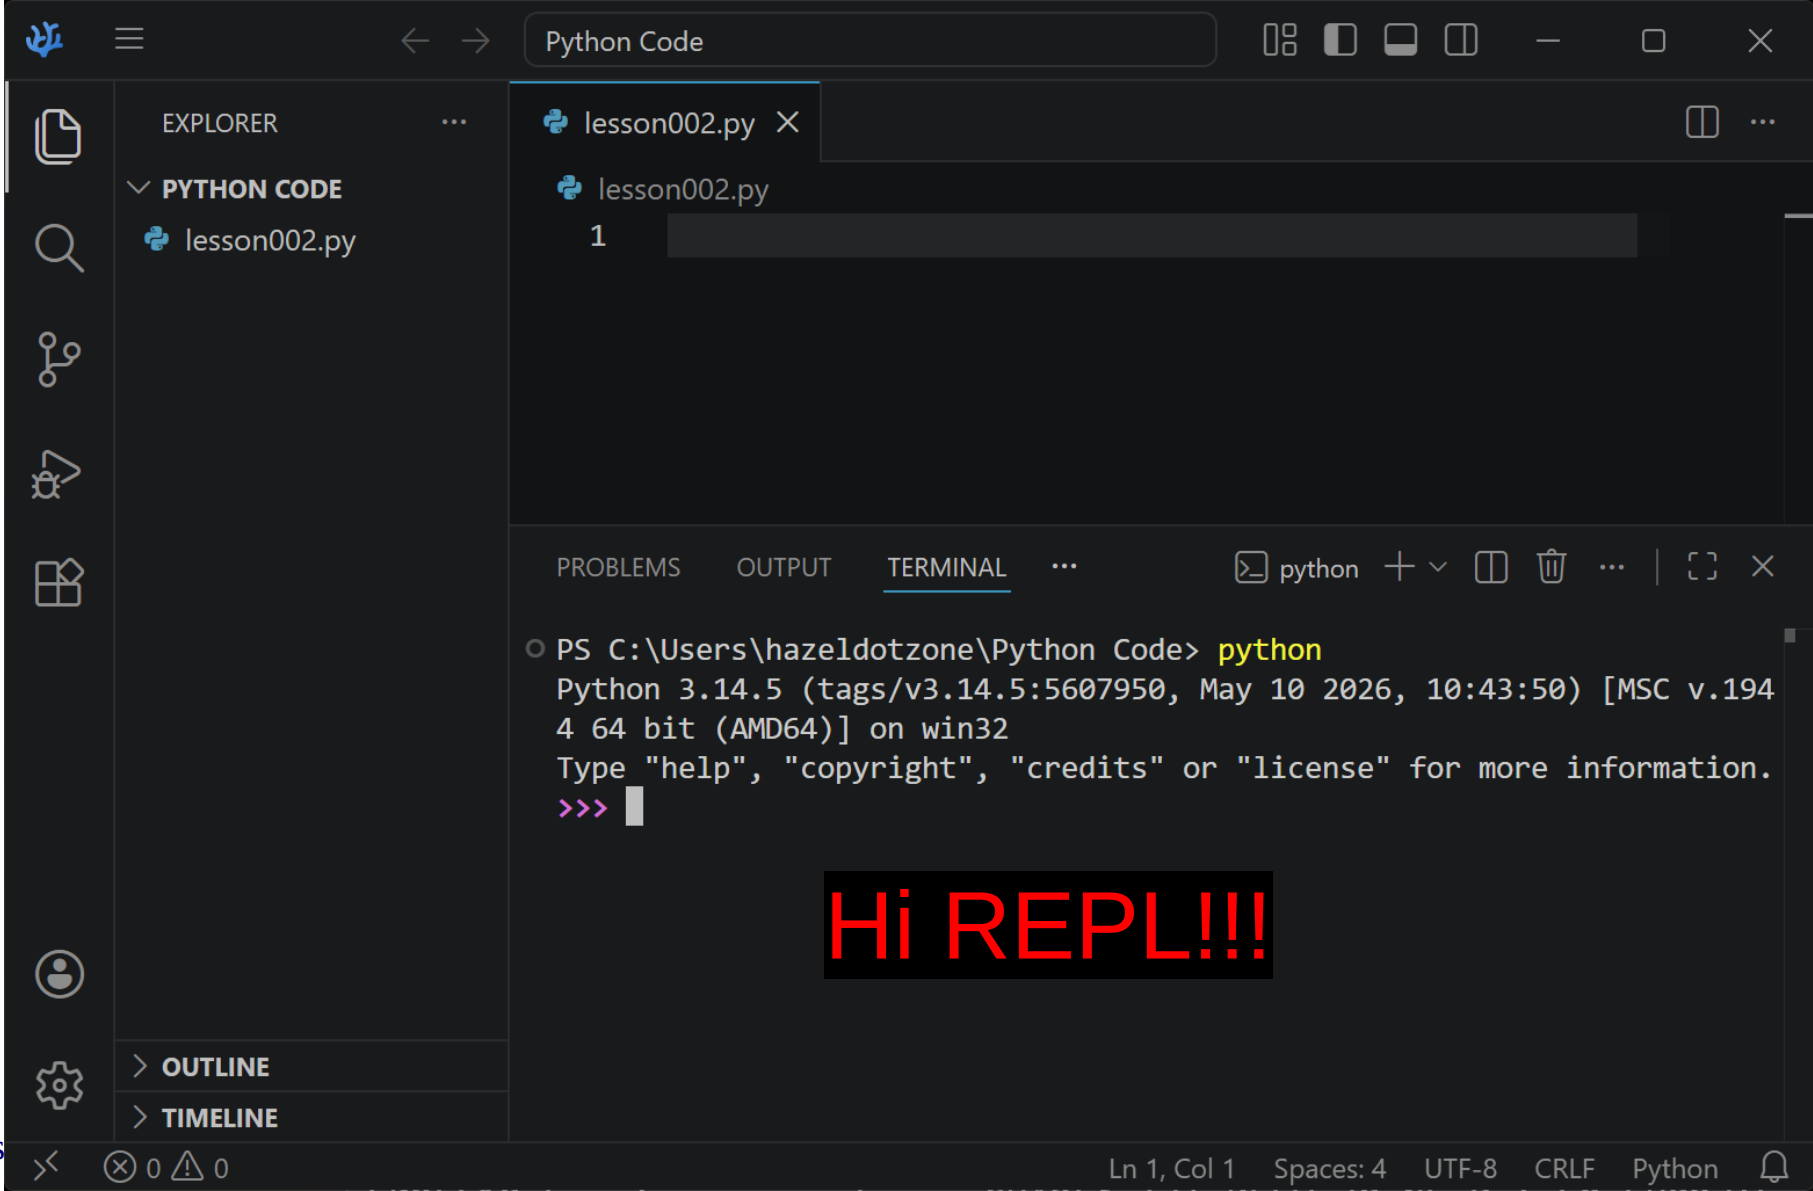 Python Code
EXPLORER
PYTHON CODE
lesson002.py
OUTLINE
TIMELINE
lesson002.py
lesson002.py
1
PROBLEMS OUTPUT TERMINAL python
PS C:\Users\hazeldotzone\Python Code> python
Python 3.14.5 (tags/v3.14.5:5607950, May 10 2026, 10:43:50) [MSC v.194
4 64 bit (AMD64)] on win32
Type "help", "copyright", "credits" or "license" for more information.
>>>
Hi REPL!!!
0 0 Ln 1, Col 1 Spaces: 4 UTF-8 CRLF Python